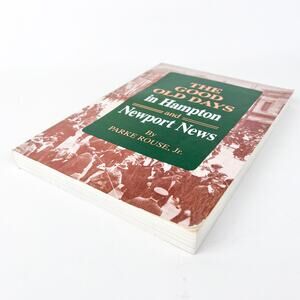 THE
GOOD
OLD DAYS
in Hampton
and
Newport News
By
PARKE ROUSE, Jr.